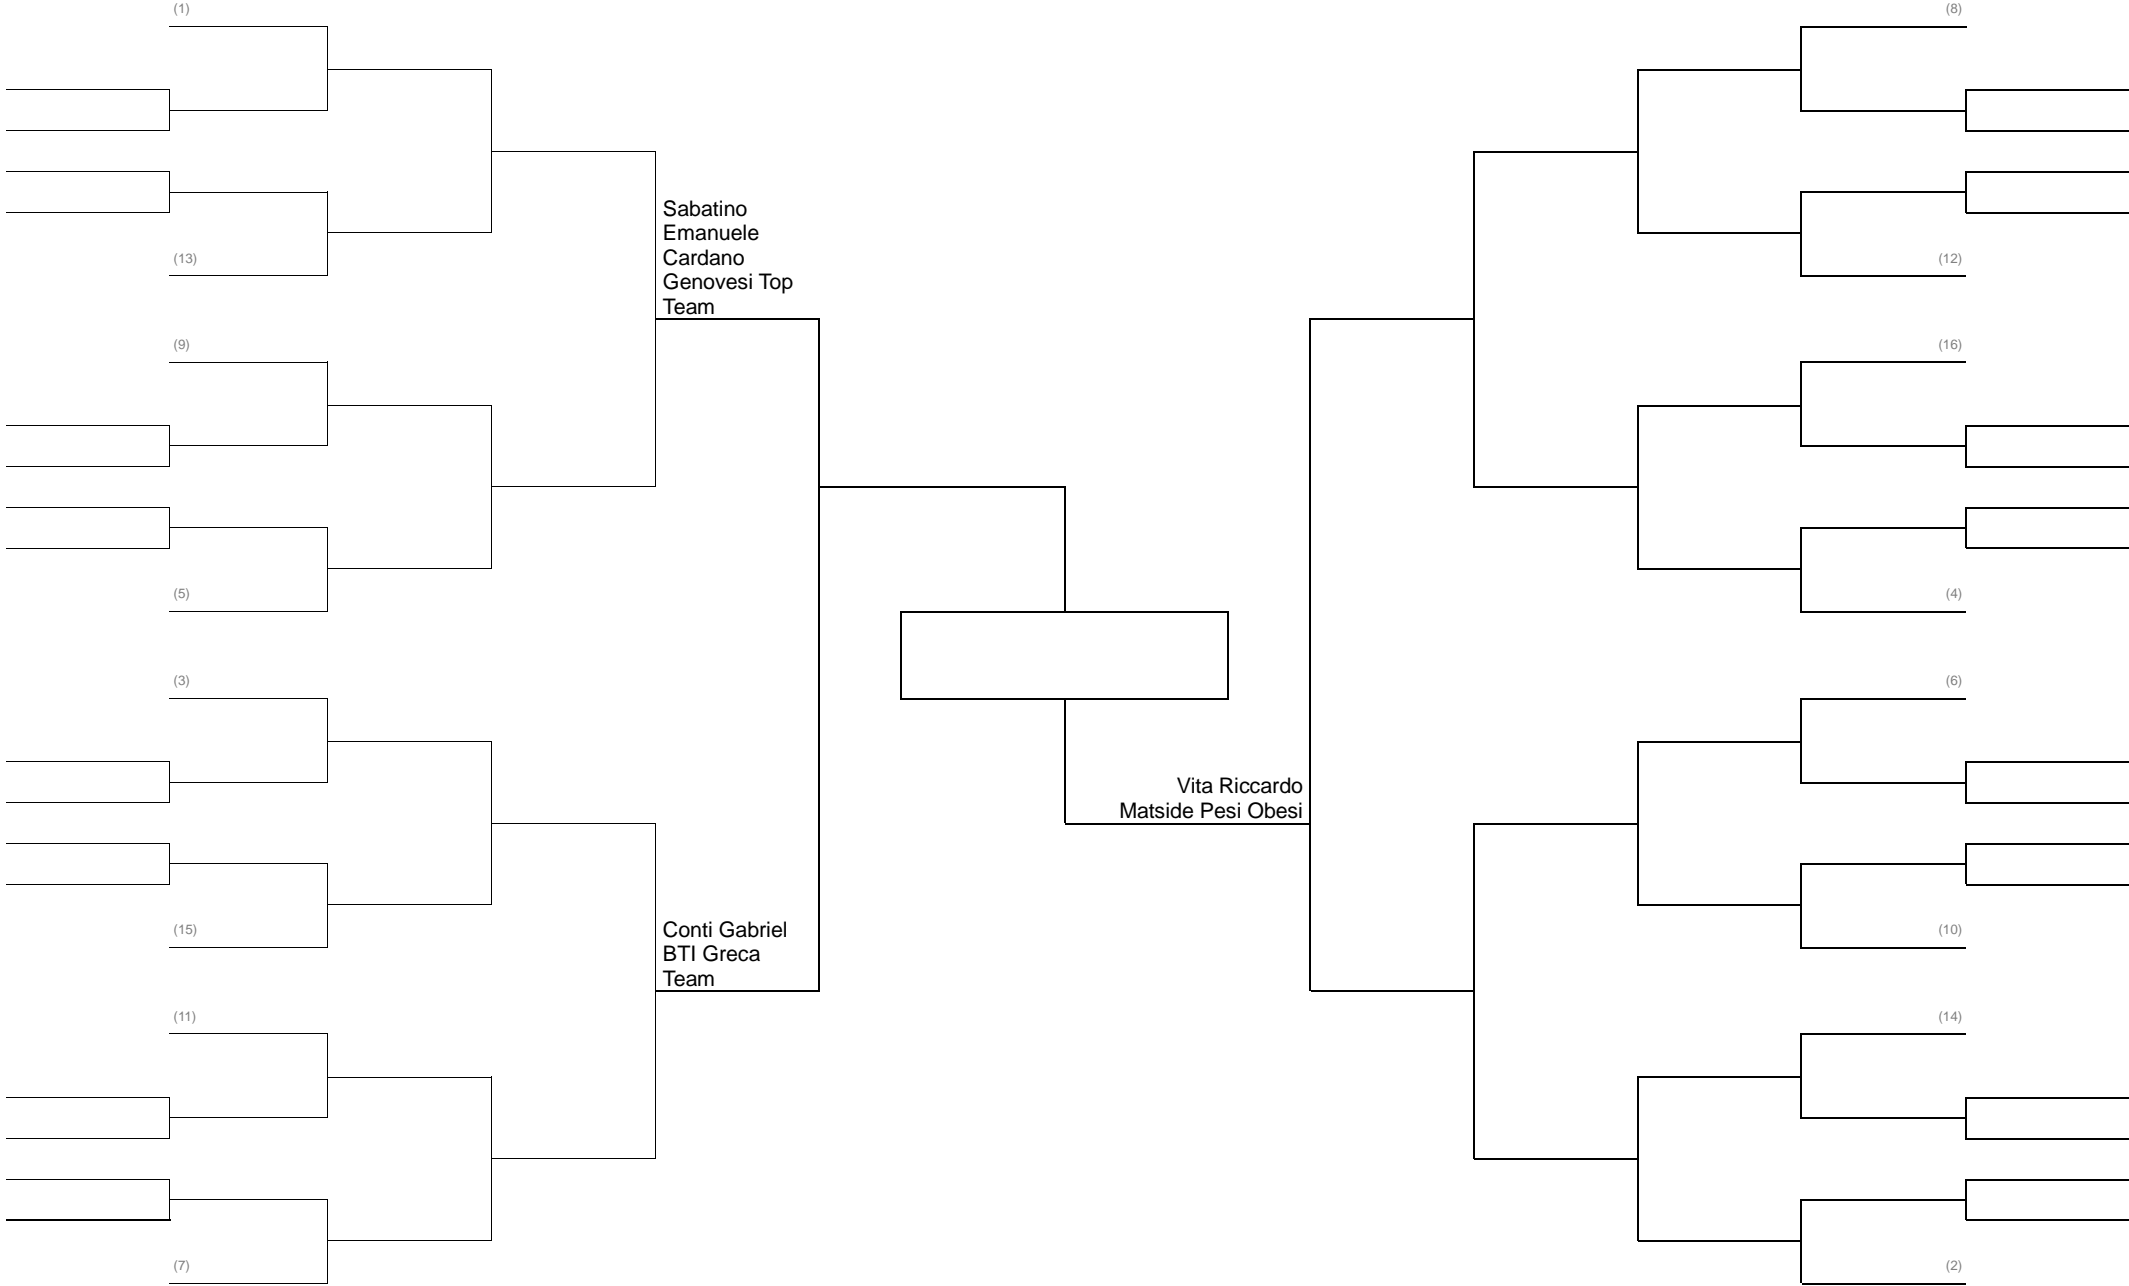 (1)
(8)
Sabatino
Emanuele
Cardano
Genovesi Top
Team
(13)
(12)
(9)
(16)
(5)
(4)
(3)
(6)
Vita Riccardo
Matside Pesi Obesi
(15)
(10)
Conti Gabriel
BTI Greca
Team
(11)
(14)
(7)
(2)